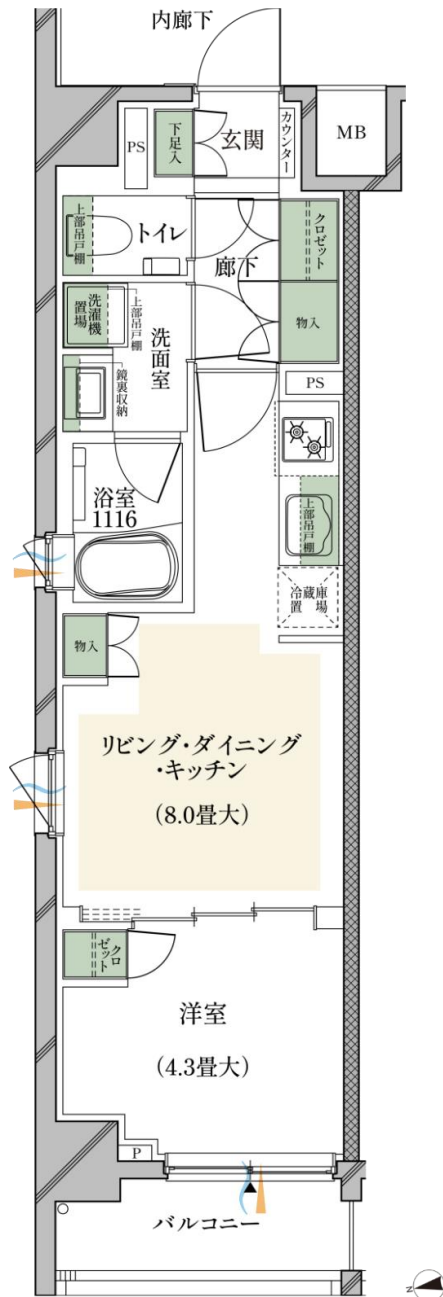 内廊下
下足入
玄関
カウンター
MB
PS
上部吊戸棚
トイレ
廊下
クロゼット
物入
洗濯機
置場
上部吊戸棚
洗面室
鏡裏収納
PS
浴室
1116
上部吊戸棚
冷蔵庫
置場
物入
リビング・ダイニング
・キッチン
(8.0畳大)
クロ
ゼット
洋室
(4.3畳大)
P
バルコニー
N